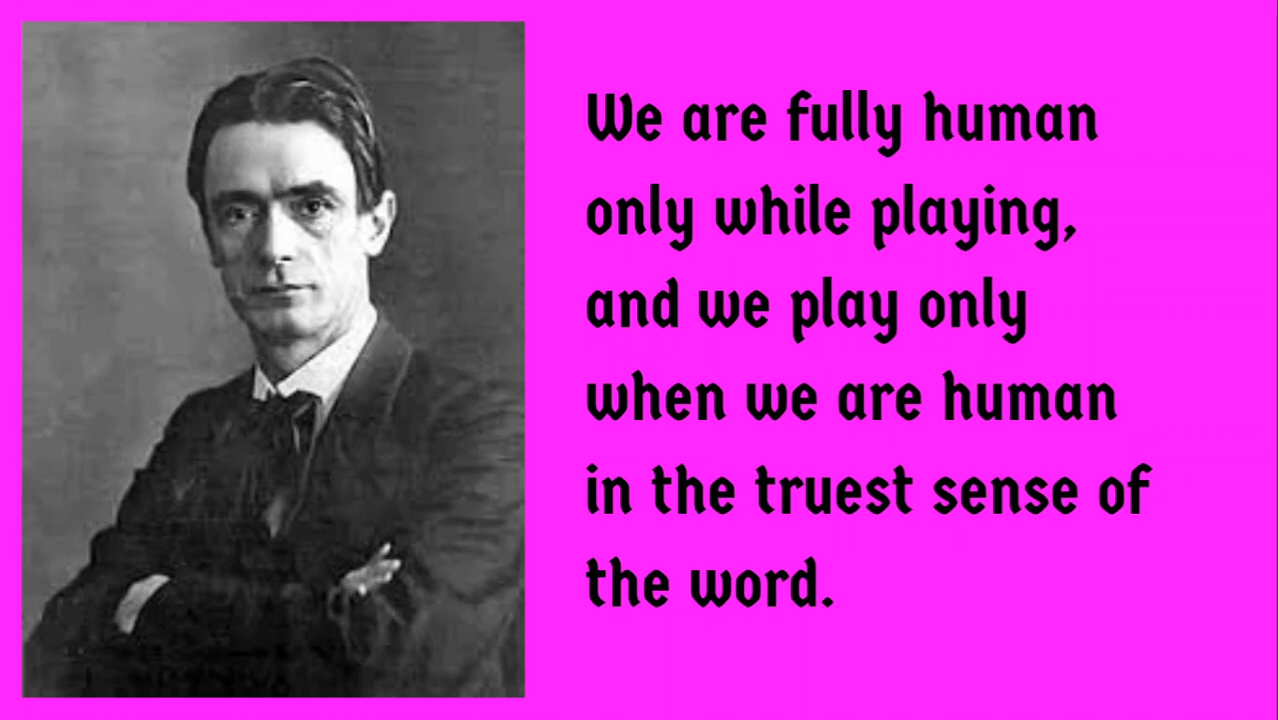 We are fully human
only while playing,
and we play only
when we are human
in the truest sense of
the word.